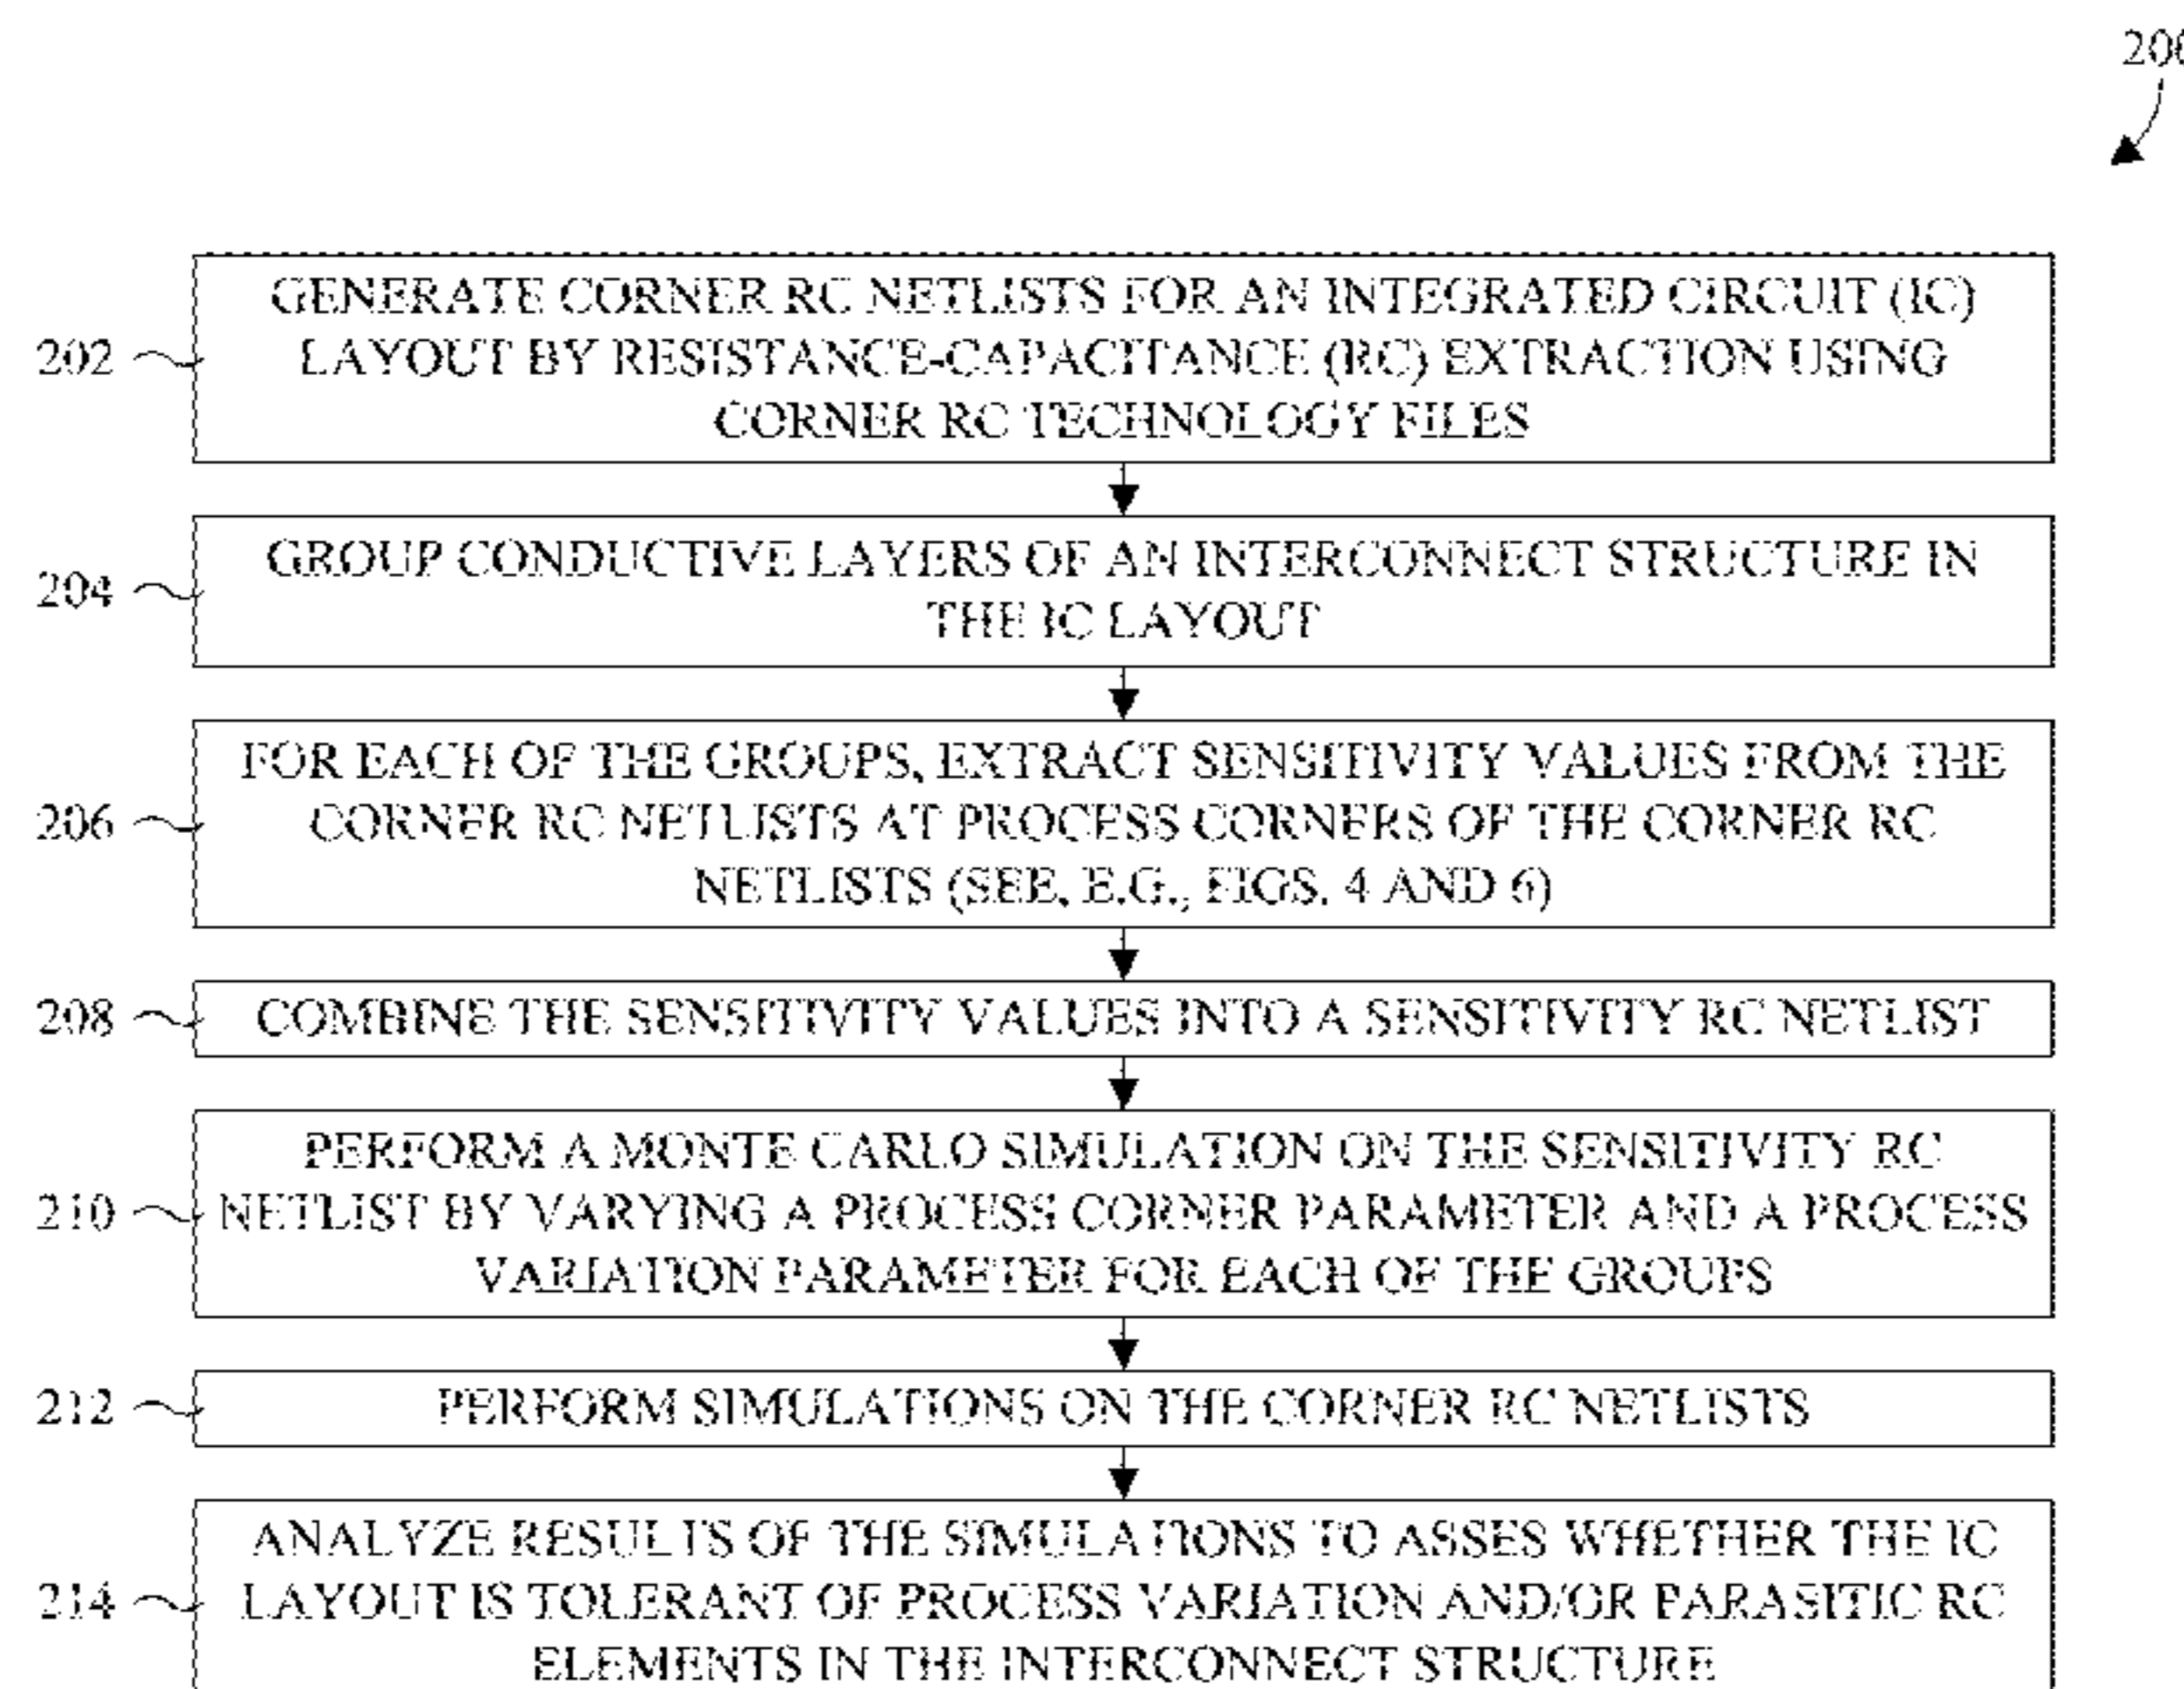 200
GENERATE CORNER RC NETLISTS FOR AN INTEGRATED CIRCUIT (IC)
LAYOUT BY RESISTANCE-CAPACITANCE (RC) EXTRACTION USING
CORNER RC TECHNOLOGY FILES
202
GROUP CONDUCTIVE LAYERS OF AN INTERCONNECT STRUCTURE IN
THE IC LAYOUT
204
FOR EACH OF THE GROUPS, EXTRACT SENSITIVITY VALUES FROM THE
CORNER RC NETLISTS AT PROCESS CORNERS OF THE CORNER RC
NETLISTS (SEE, E.G., FIGS. 4 AND 6)
206
COMBINE THE SENSITIVITY VALUES INTO A SENSITIVITY RC NETLIST
208
PERFORM A MONTE CARLO SIMULATION ON THE SENSITIVITY RC
NETLIST BY VARYING A PROCESS CORNER PARAMETER AND A PROCESS
VARIATION PARAMETER FOR EACH OF THE GROUPS
210
PERFORM SIMULATIONS ON THE CORNER RC NETLISTS
212
ANALYZE RESULTS OF THE SIMULATIONS TO ASSES WHETHER THE IC
LAYOUT IS TOLERANT OF PROCESS VARIATION AND/OR PARASITIC RC
ELEMENTS IN THE INTERCONNECT STRUCTURE
214